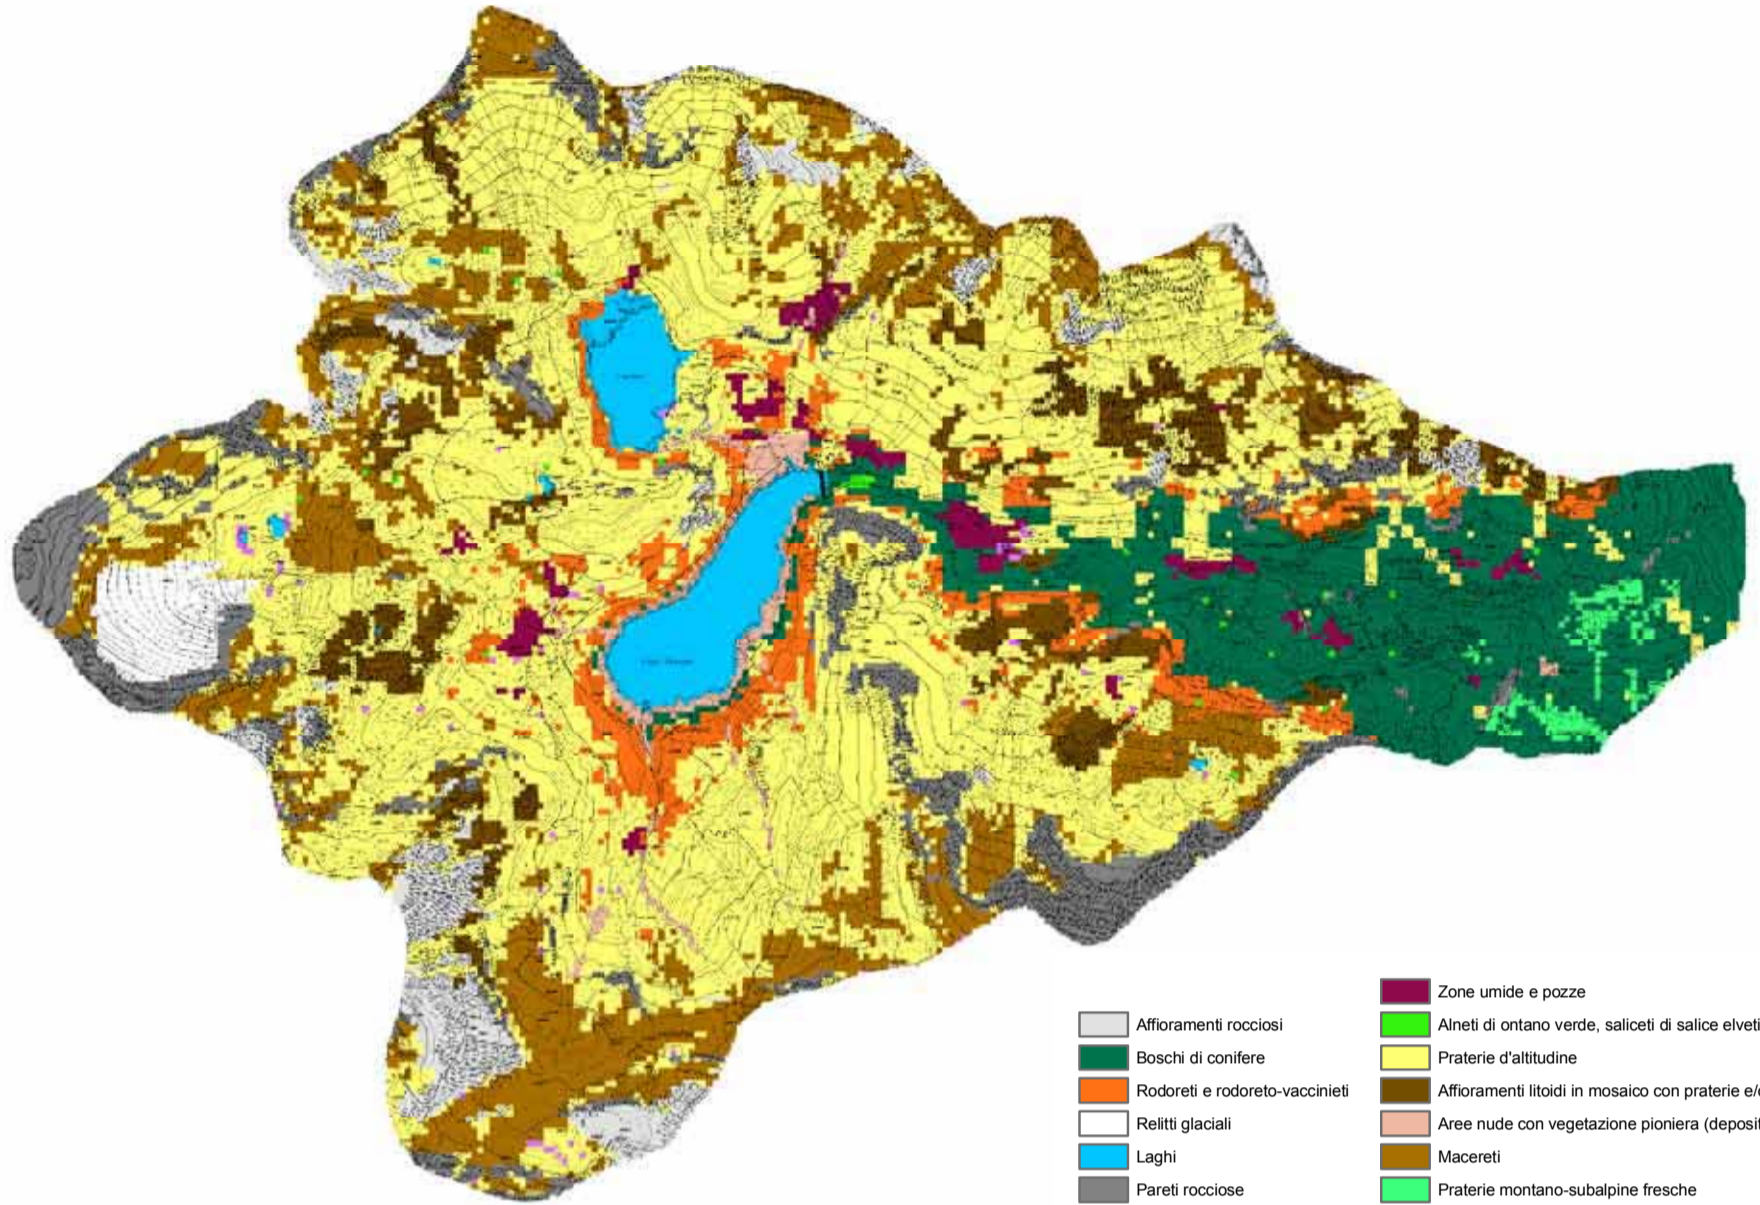 Affioramenti rocciosi
Boschi di conifere
Rodoreti e rodoreto-vaccinieti
Relitti glaciali
Laghi
Pareti rocciose
Zone umide e pozze
Alneti di ontano verde, saliceti di salice elveti
Praterie d'altitudine
Affioramenti litoidi in mosaico con praterie e/
Aree nude con vegetazione pioniera (deposit
Macereti
Praterie montano-subalpine fresche